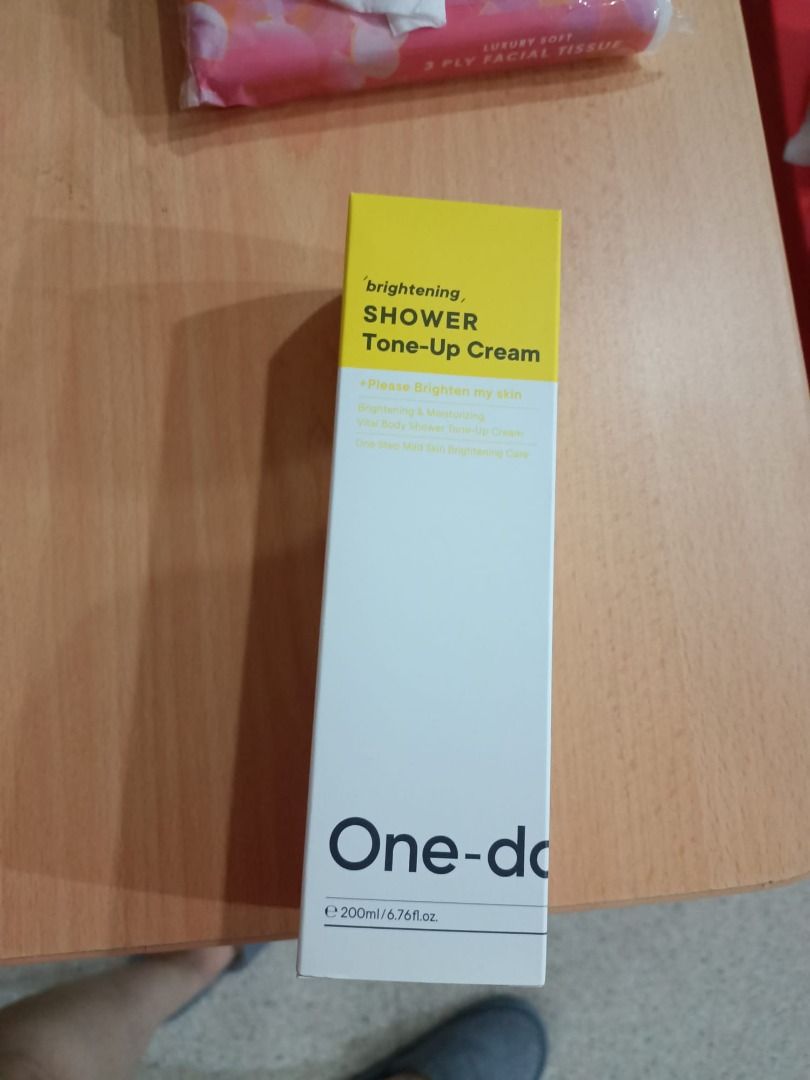 LUXURY SOFT
3 PLY FACIAL TISSUE
'brightening,
SHOWER
Tone-Up Cream
+Please Brighten my skin
Brightening & Moisturizing
Vital Body Shower Tone-Up Cream
One Step Mild Skin Brightening Care
One-do
℮ 200ml/6.76fl.oz.